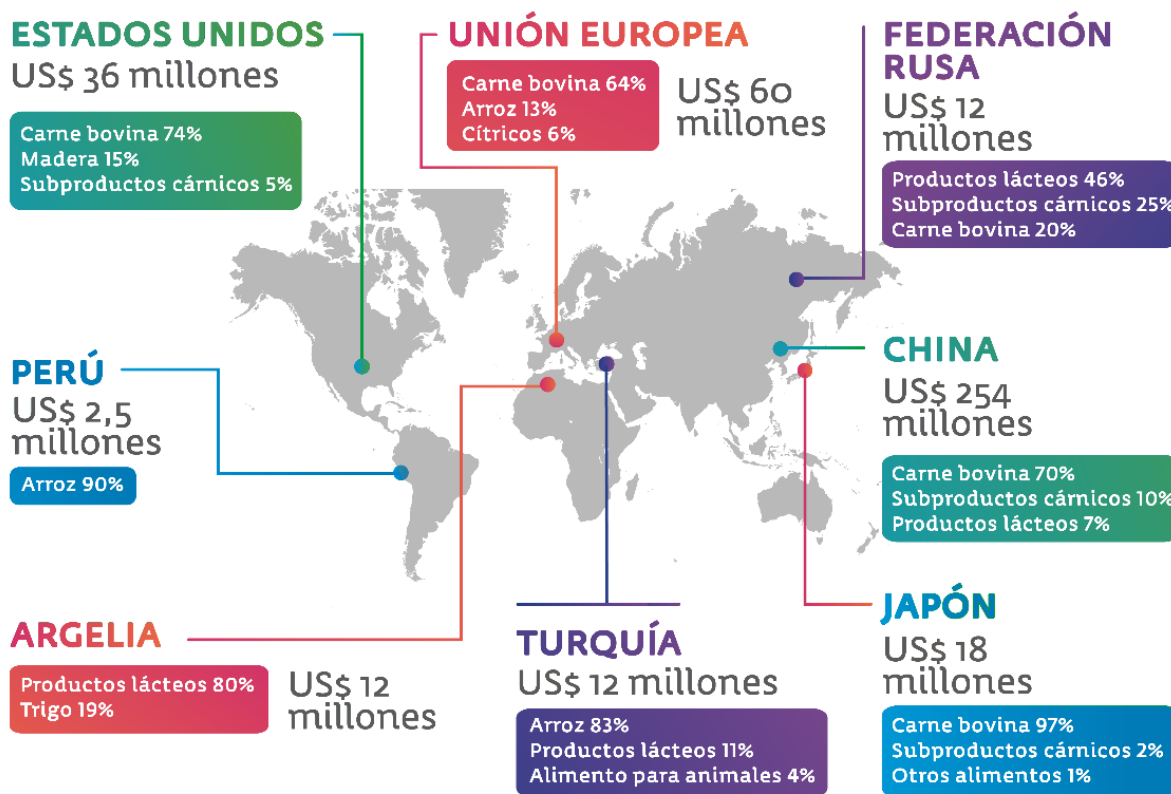 ESTADOS UNIDOS
US$ 36 millones
Carne bovina 74%
Madera 15%
Subproductos cárnicos 5%
UNIÓN EUROPEA
Carne bovina 64%
Arroz 13%
Cítricos 6%
US$ 60
millones
FEDERACIÓN
RUSA
US$ 12
millones
Productos lácteos 46%
Subproductos cárnicos 25%
Carne bovina 20%
PERÚ
US$ 2,5
millones
Arroz 90%
CHINA
US$ 254
millones
Carne bovina 70%
Subproductos cárnicos 10%
Productos lácteos 7%
ARGELIA
Productos lácteos 80%
Trigo 19%
US$ 12
millones
TURQUÍA
US$ 12 millones
Arroz 83%
Productos lácteos 11%
Alimento para animales 4%
JAPÓN
US$ 18
millones
Carne bovina 97%
Subproductos cárnicos 2%
Otros alimentos 1%